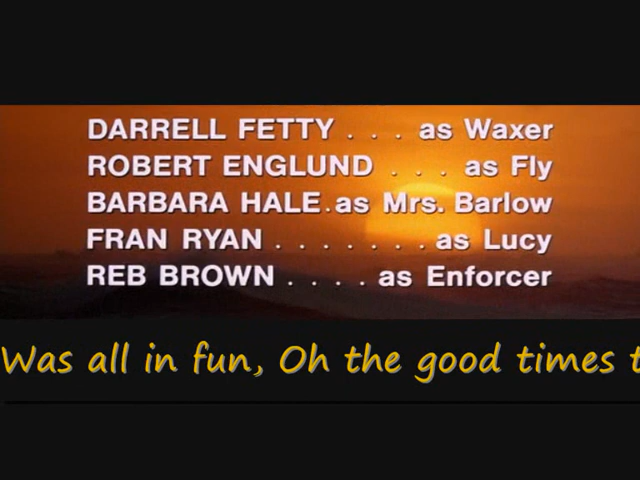 DARRELL FETTY . . . as Waxer
ROBERT ENGLUND . . . as Fly
BARBARA HALE . as Mrs. Barlow
FRAN RYAN . . . . . . . as Lucy
REB BROWN . . . . as Enforcer
Was all in fun, Oh the good times t